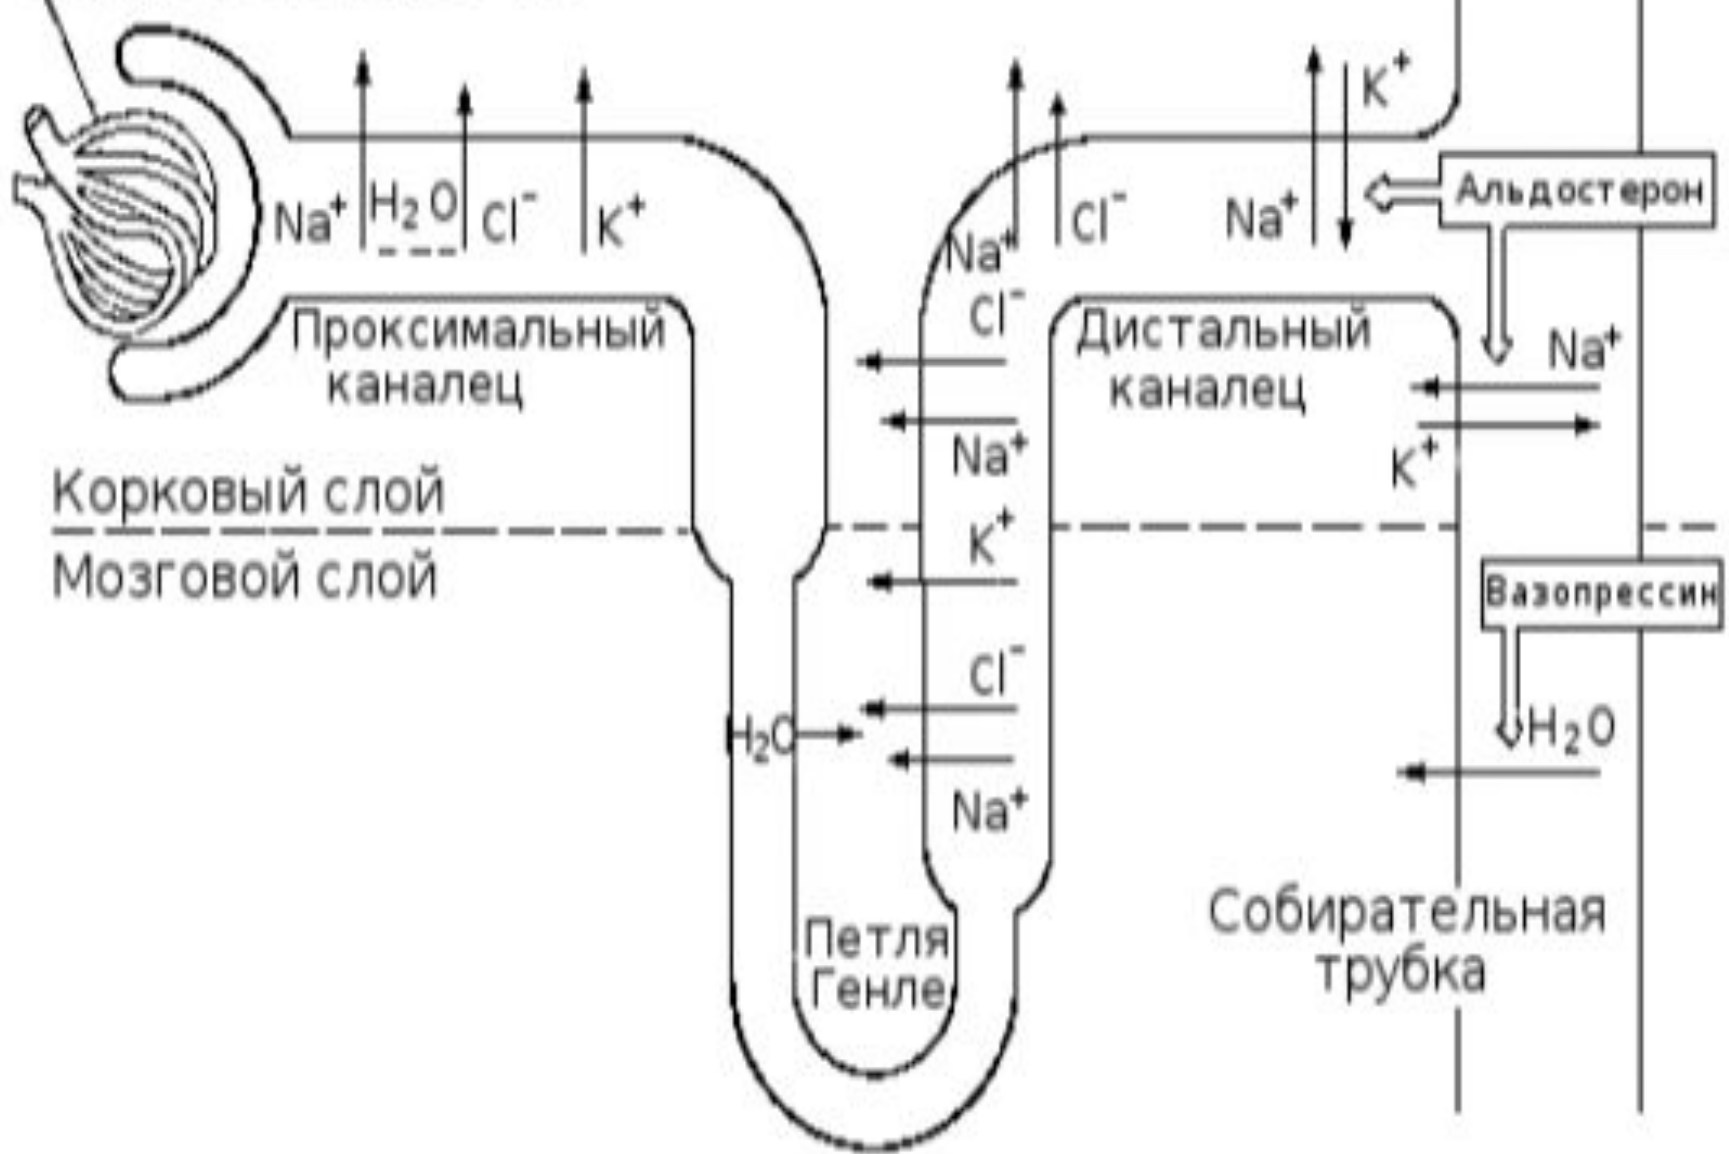 Na⁺ H₂O Cl⁻ K⁺
Проксимальный
каналец
Na⁺ Cl⁻
Na⁺ K⁺
Альдостерон
Дистальный
каналец
Cl⁻
Na⁺
Na⁺
K⁺
Корковый слой
Мозговой слой
K⁺
Вазопрессин
Cl⁻
H₂O
Na⁺
H₂O
Петля
Генле
Собирательная
трубка